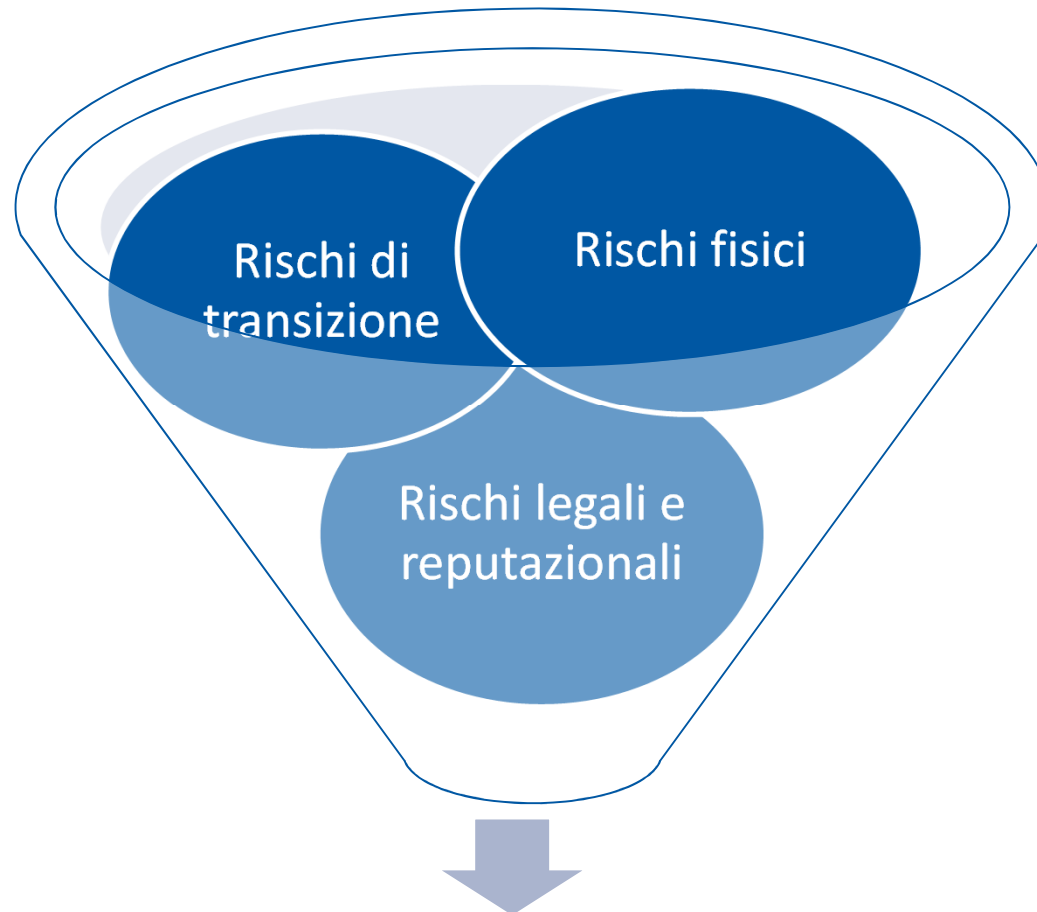 Rischi di
transizione
Rischi fisici
Rischi legali e
reputazionali